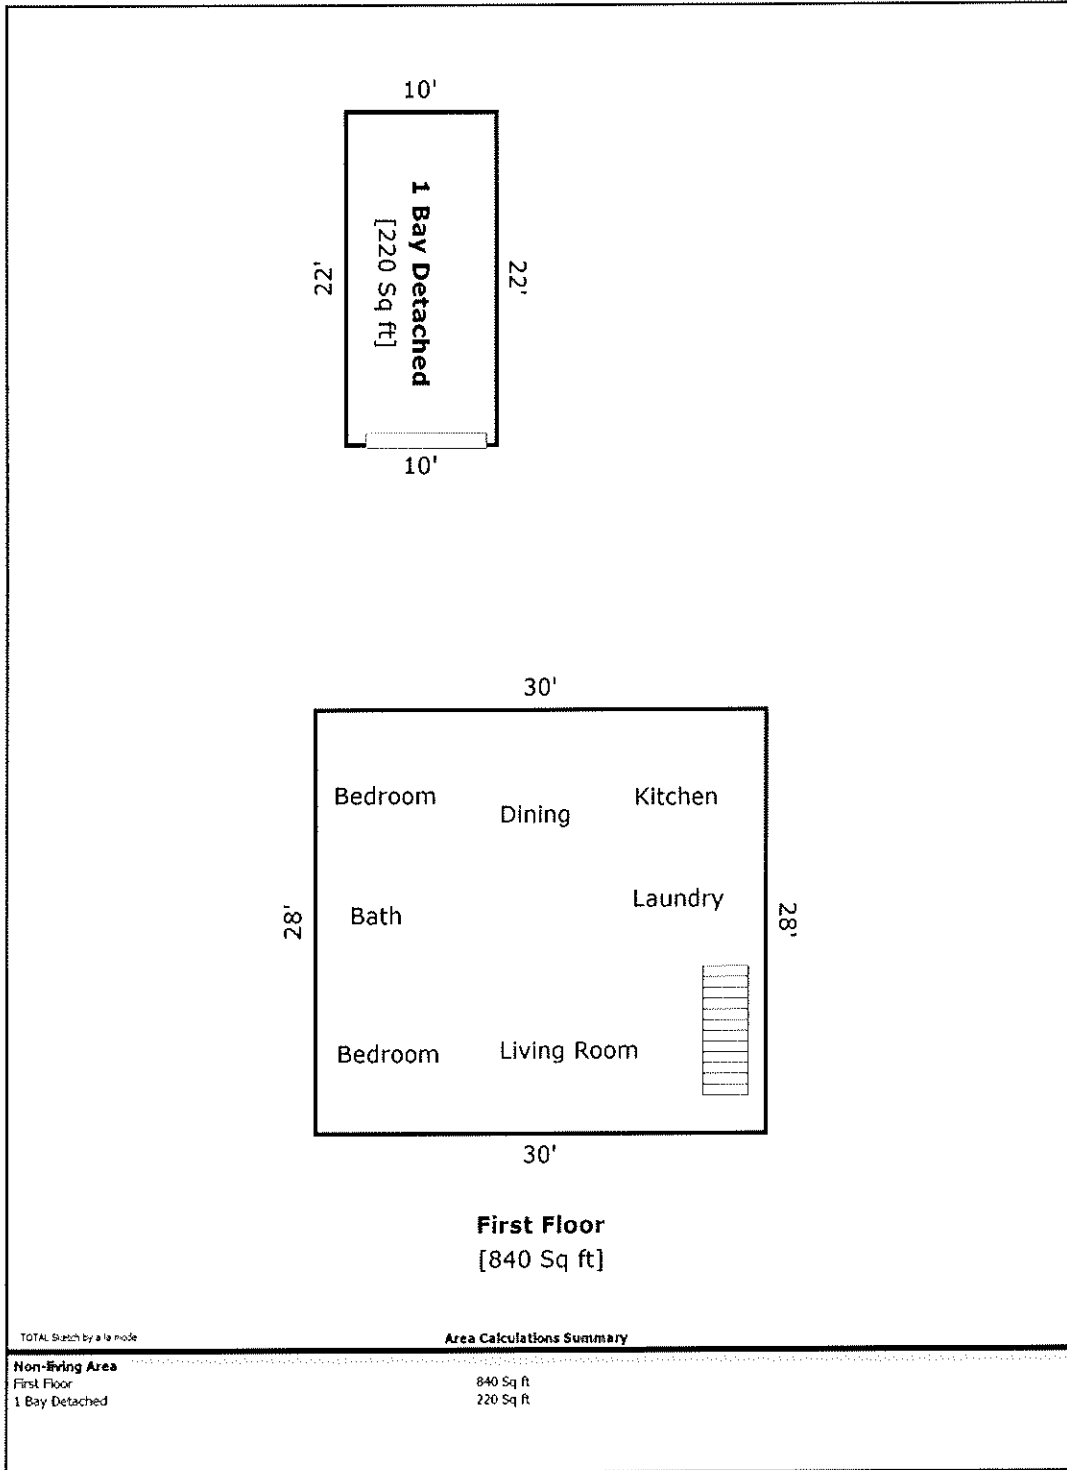 10'
22'
1 Bay Detached
[220 Sq ft]
22'
10'
30'
Bedroom
Dining
Kitchen
28'
Bath
Laundry
28'
Bedroom
Living Room
30'
First Floor
[840 Sq ft]
TOTAL Sketch by a la mode
Area Calculations Summary
Non-living Area
First Floor 840 Sq ft
1 Bay Detached 220 Sq ft